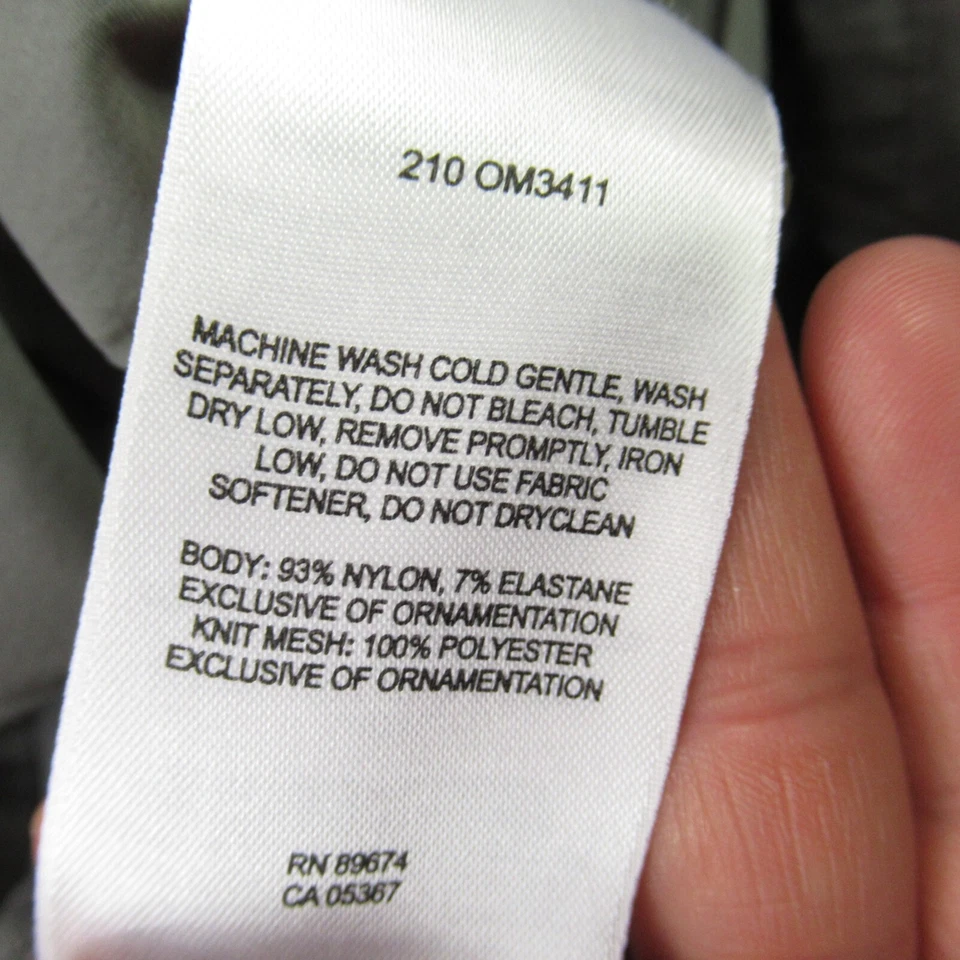 210 OM3411
MACHINE WASH COLD GENTLE, WASH
SEPARATELY, DO NOT BLEACH, TUMBLE
DRY LOW, REMOVE PROMPTLY, IRON
LOW, DO NOT USE FABRIC
SOFTENER, DO NOT DRYCLEAN
BODY: 93% NYLON, 7% ELASTANE
EXCLUSIVE OF ORNAMENTATION
KNIT MESH: 100% POLYESTER
EXCLUSIVE OF ORNAMENTATION
RN 89674
CA 05367